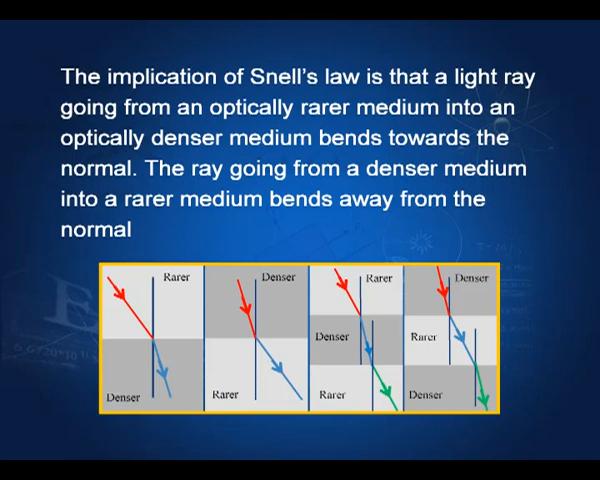 The implication of Snell's law is that a light ray
going from an optically rarer medium into an
optically denser medium bends towards the
normal. The ray going from a denser medium
into a rarer medium bends away from the
normal
Rarer
Denser
Denser
Rarer
Rarer
Denser
Rarer
Denser
Rarer
Denser